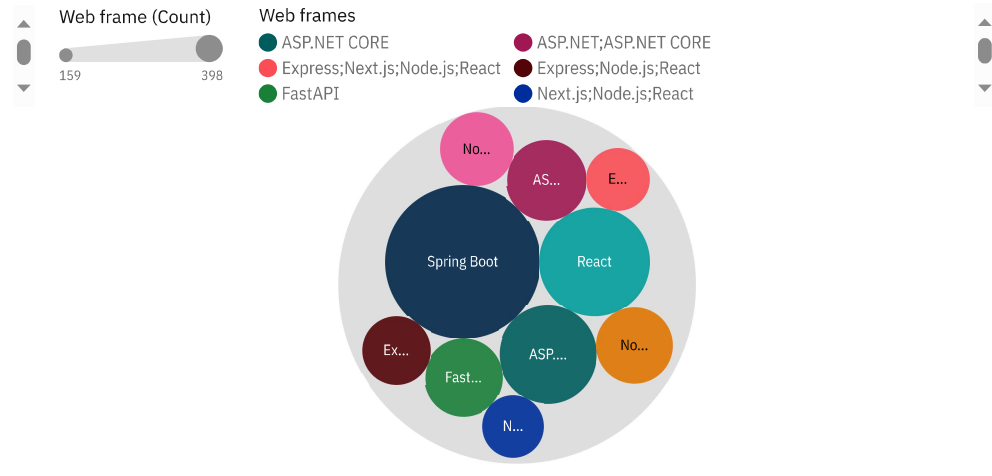 Web frame (Count)
159
398
Web frames
ASP.NET CORE
ASP.NET;ASP.NET CORE
Express;Next.js;Node.js;React
Express;Node.js;React
FastAPI
Next.js;Node.js;React
No...
AS...
E...
Spring Boot
React
Ex...
Fast...
ASP....
No...
N...